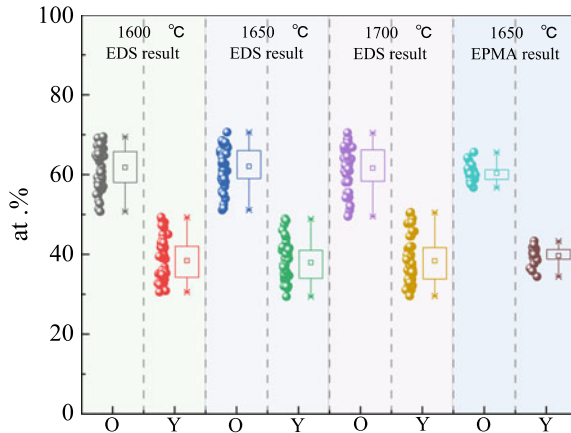 100
80
60
40
20
0
at .%
1600 ℃
EDS result
1650 ℃
EDS result
1700 ℃
EDS result
1650 ℃
EPMA result
O Y O Y O Y O Y